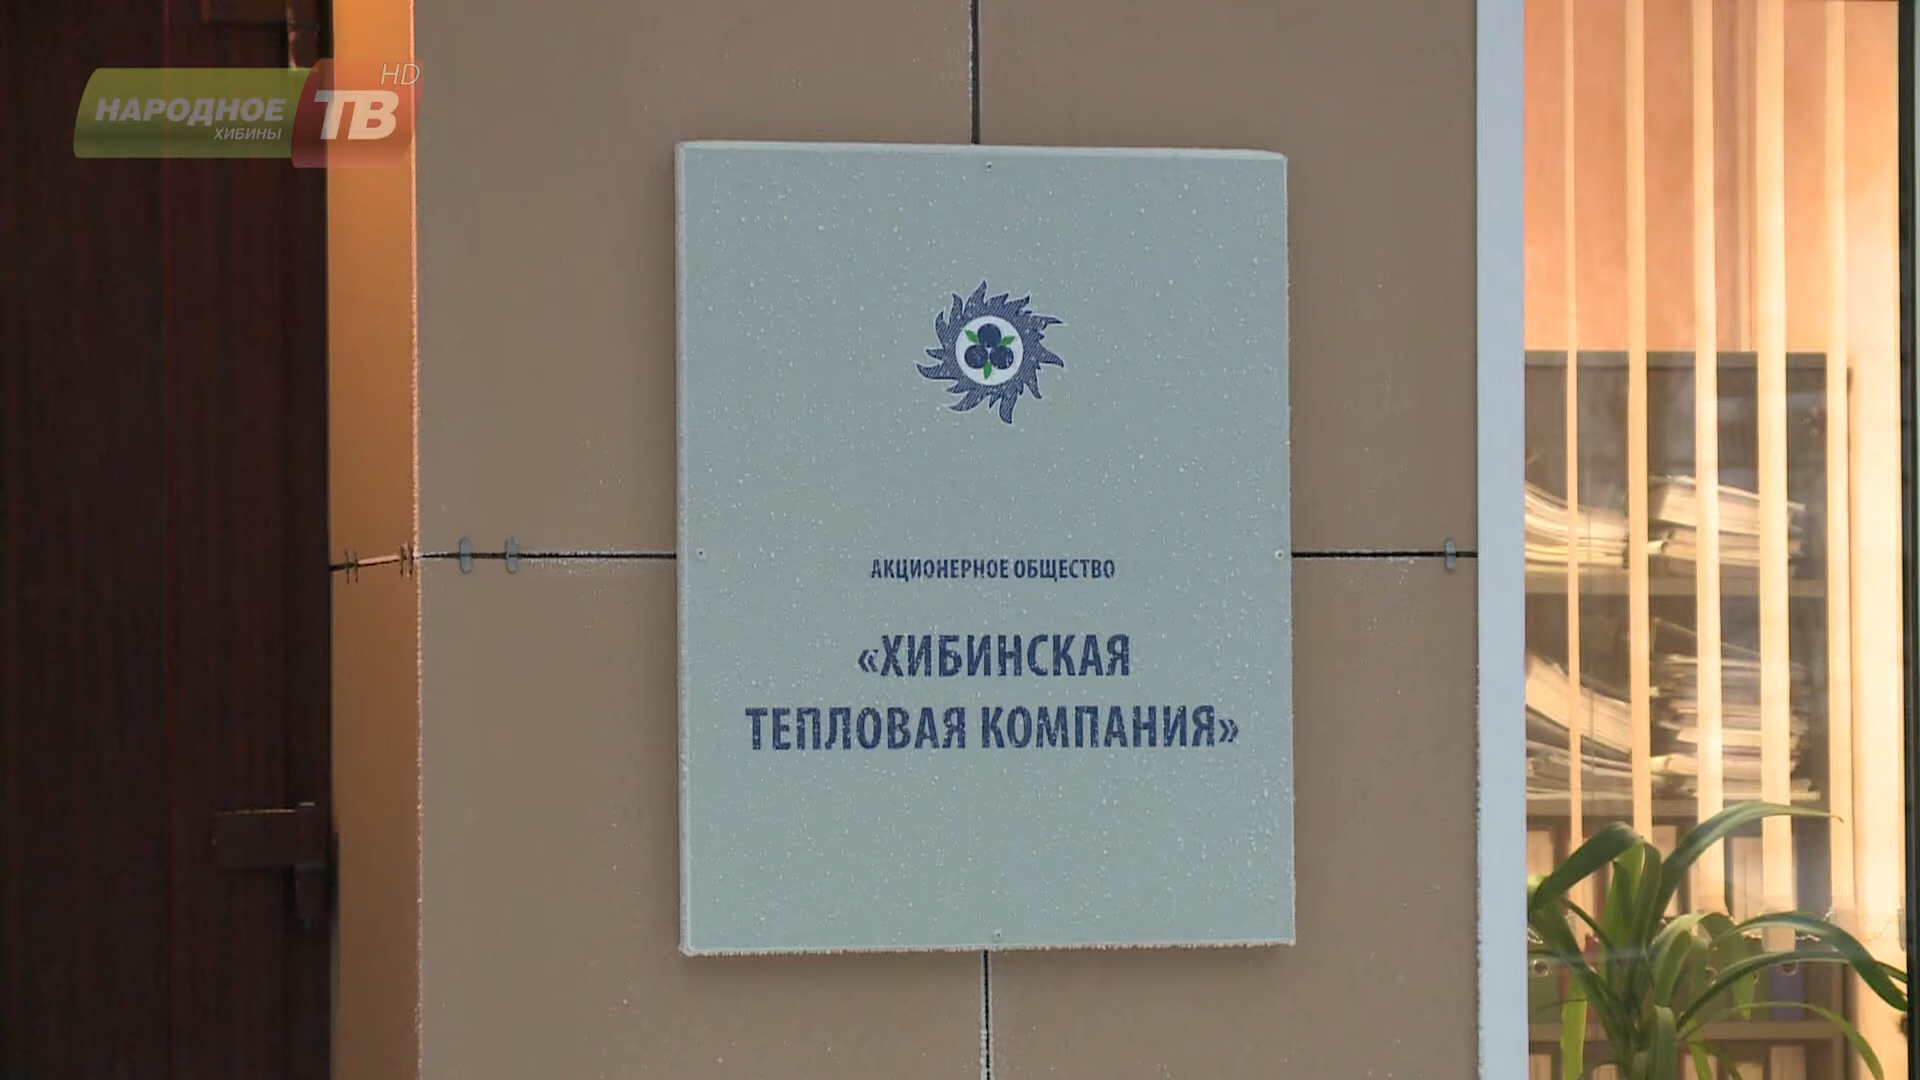 НАРОДНОЕ ТВ HD
ХИБИНЫ
АКЦИОНЕРНОЕ ОБЩЕСТВО
«ХИБИНСКАЯ
ТЕПЛОВАЯ КОМПАНИЯ»